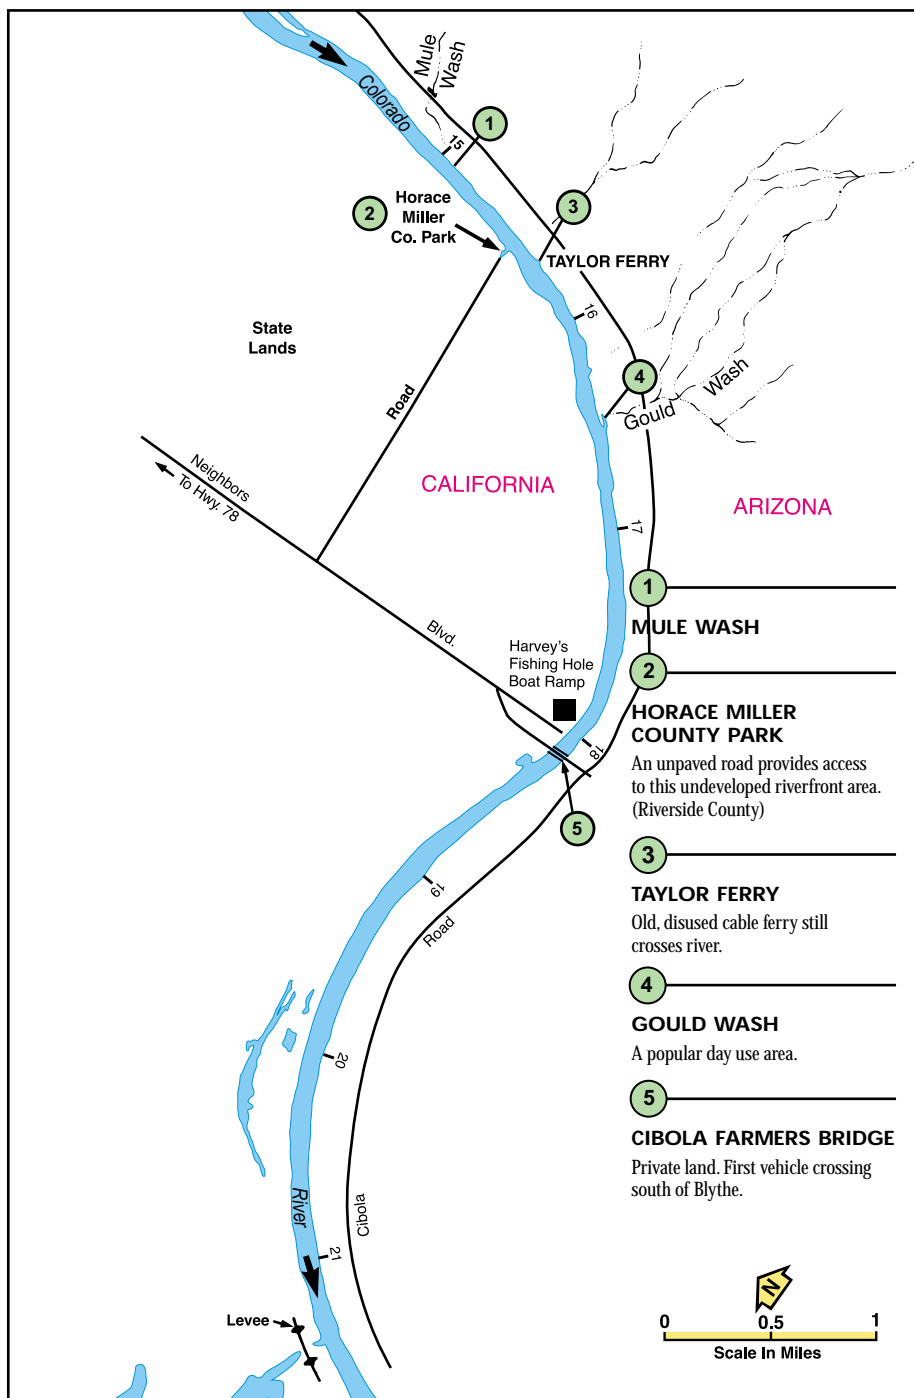 Mule
Wash
Colorado
1
15
2
Horace
Miller
Co. Park
3
TAYLOR FERRY
16
State
Lands
4
Gould Wash
Road
Neighbors
To Hwy. 78
CALIFORNIA
ARIZONA
17
Blvd.
Harvey's
Fishing Hole
Boat Ramp
18
5
19
Road
20
River
Cibola
21
Levee
1
MULE WASH
2
HORACE MILLER
COUNTY PARK
An unpaved road provides access
to this undeveloped riverfront area.
(Riverside County)
3
TAYLOR FERRY
Old, disused cable ferry still
crosses river.
4
GOULD WASH
A popular day use area.
5
CIBOLA FARMERS BRIDGE
Private land. First vehicle crossing
south of Blythe.
N
0 0.5 1
Scale In Miles